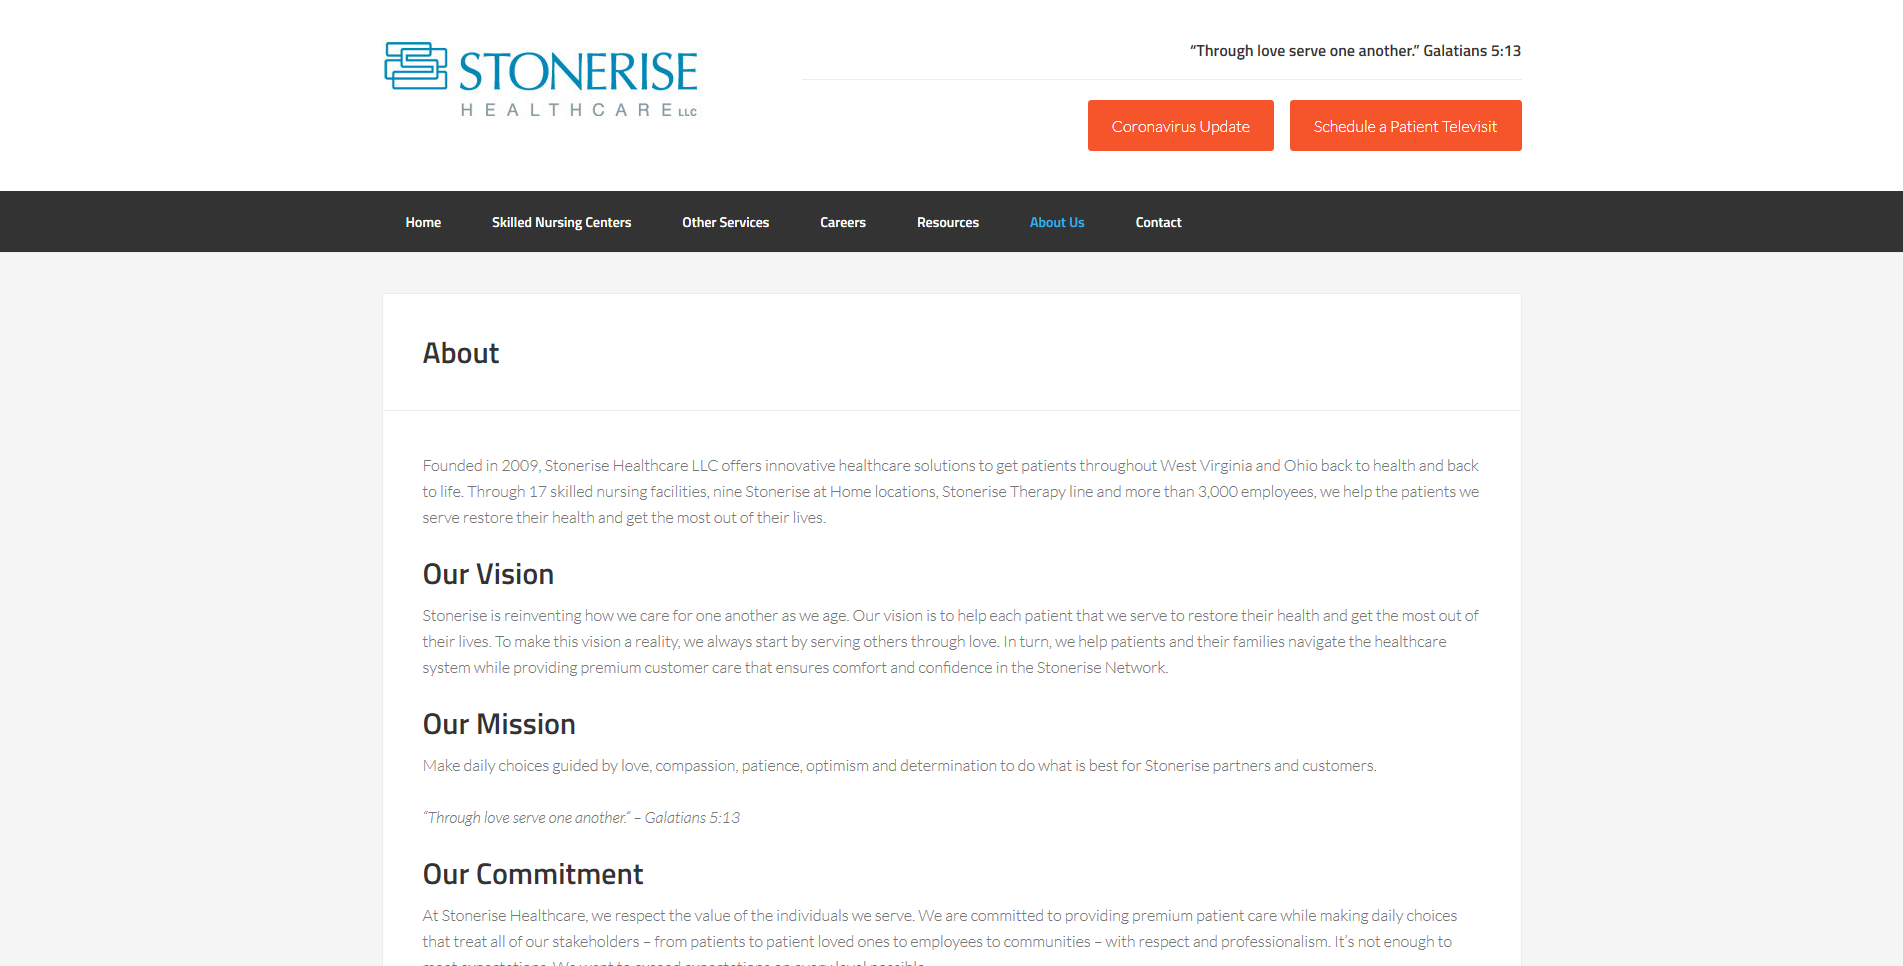 STONERISE
HEALTHCARE LLC
“Through love serve one another.” Galatians 5:13
Coronavirus Update
Schedule a Patient Televisit
Home
Skilled Nursing Centers
Other Services
Careers
Resources
About Us
Contact
About
Founded in 2009, Stonerise Healthcare LLC offers innovative healthcare solutions to get patients throughout West Virginia and Ohio back to health and back
to life. Through 17 skilled nursing facilities, nine Stonerise at Home locations, Stonerise Therapy line and more than 3,000 employees, we help the patients we
serve restore their health and get the most out of their lives.
Our Vision
Stonerise is reinventing how we care for one another as we age. Our vision is to help each patient that we serve to restore their health and get the most out of
their lives. To make this vision a reality, we always start by serving others through love. In turn, we help patients and their families navigate the healthcare
system while providing premium customer care that ensures comfort and confidence in the Stonerise Network.
Our Mission
Make daily choices guided by love, compassion, patience, optimism and determination to do what is best for Stonerise partners and customers.
“Through love serve one another.” – Galatians 5:13
Our Commitment
At Stonerise Healthcare, we respect the value of the individuals we serve. We are committed to providing premium patient care while making daily choices
that treat all of our stakeholders – from patients to patient loved ones to employees to communities – with respect and professionalism. It’s not enough to
meet expectations. We want to exceed expectations on every level possible.